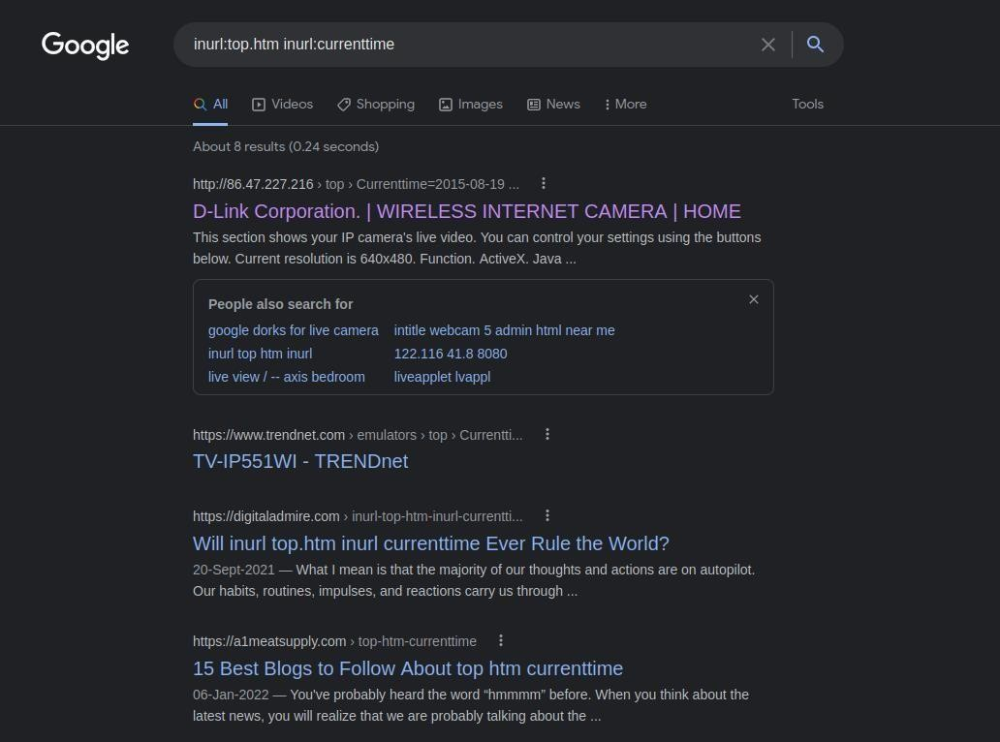 Google
inurl:top.htm inurl:currenttime
All Videos Shopping Images News More Tools
About 8 results (0.24 seconds)
http://86.47.227.216 › top › Currenttime=2015-08-19 ...
D-Link Corporation. | WIRELESS INTERNET CAMERA | HOME
This section shows your IP camera's live video. You can control your settings using the buttons
below. Current resolution is 640x480. Function. ActiveX. Java ...
People also search for
google dorks for live camera intitle webcam 5 admin html near me
inurl top htm inurl 122.116 41.8 8080
live view / -- axis bedroom liveapplet lvappl
https://www.trendnet.com › emulators › top › Currentti...
TV-IP551WI - TRENDnet
https://digitaladmire.com › inurl-top-htm-inurl-currentti...
Will inurl top.htm inurl currenttime Ever Rule the World?
20-Sept-2021 — What I mean is that the majority of our thoughts and actions are on autopilot.
Our habits, routines, impulses, and reactions carry us through ...
https://a1meatsupply.com › top-htm-currenttime
15 Best Blogs to Follow About top htm currenttime
06-Jan-2022 — You've probably heard the word “hmmmm” before. When you think about the
latest news, you will realize that we are probably talking about the ...